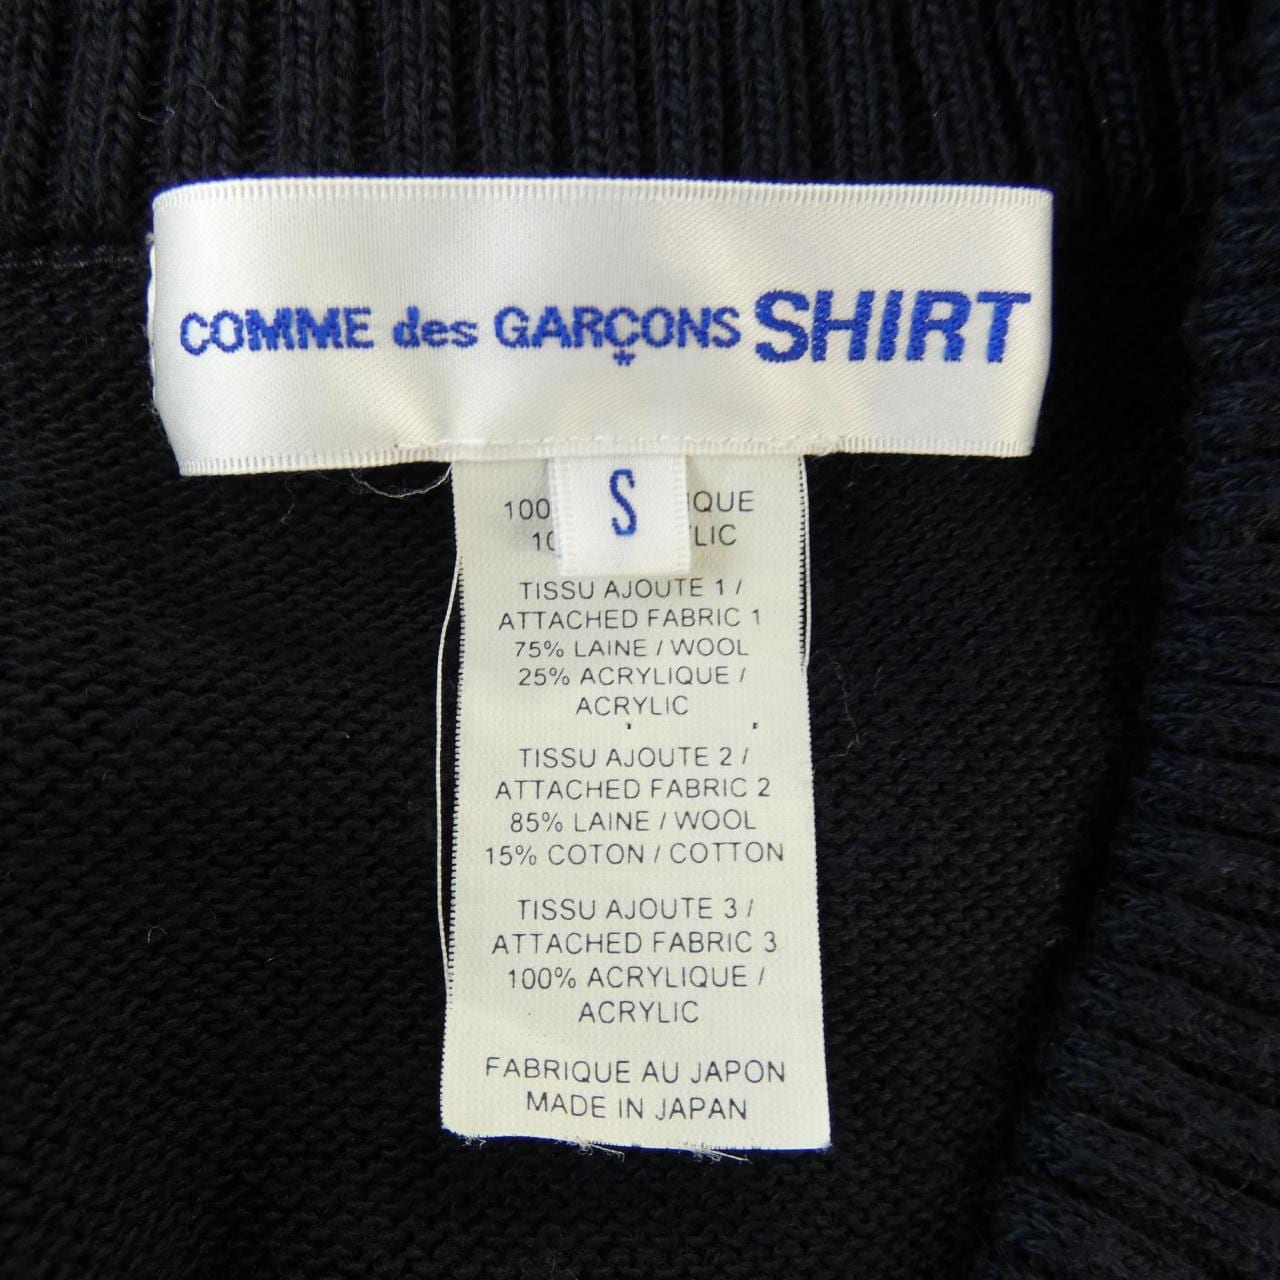 COMME des GARÇONS SHIRT
S
100
10
TISSU AJOUTE 1 /
ATTACHED FABRIC 1
75% LAINE / WOOL
25% ACRYLIQUE /
ACRYLIC
TISSU AJOUTE 2 /
ATTACHED FABRIC 2
85% LAINE / WOOL
15% COTON / COTTON
TISSU AJOUTE 3 /
ATTACHED FABRIC 3
100% ACRYLIQUE /
ACRYLIC
FABRIQUE AU JAPON
MADE IN JAPAN